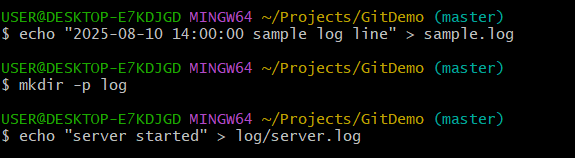 USER@DESKTOP-E7KDJGD MINGW64 ~/Projects/GitDemo (master)
$ echo "2025-08-10 14:00:00 sample log line" > sample.log
USER@DESKTOP-E7KDJGD MINGW64 ~/Projects/GitDemo (master)
$ mkdir -p log
USER@DESKTOP-E7KDJGD MINGW64 ~/Projects/GitDemo (master)
$ echo "server started" > log/server.log